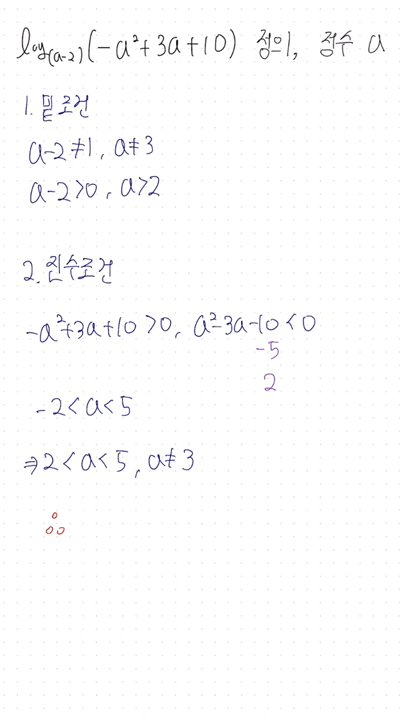 log₍ₐ₋₂₎(-a²+3a+10) 정의, 정수 a
1. 밑조건
a-2≠1, a≠3
a-2>0, a>2
2. 진수조건
-a²+3a+10>0, a²-3a-10<0
-5
2
-2<a<5
⇒2<a<5, a≠3
∴